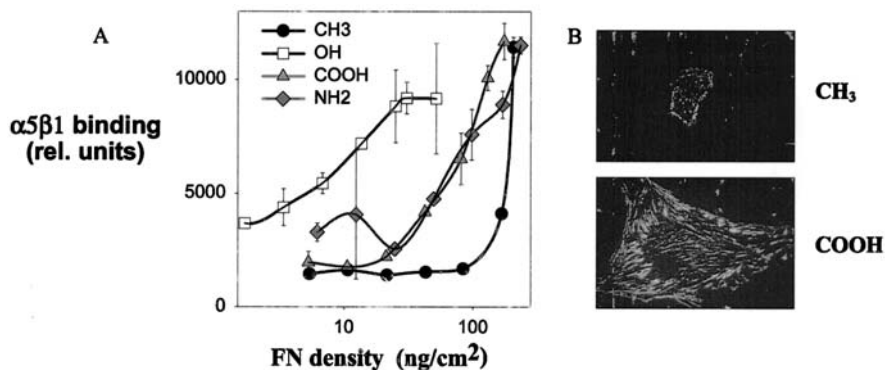 A
CH3
OH
COOH
NH2
10000
5000
0
α5β1 binding
(rel. units)
10
100
FN density (ng/cm²)
B
CH₃
COOH